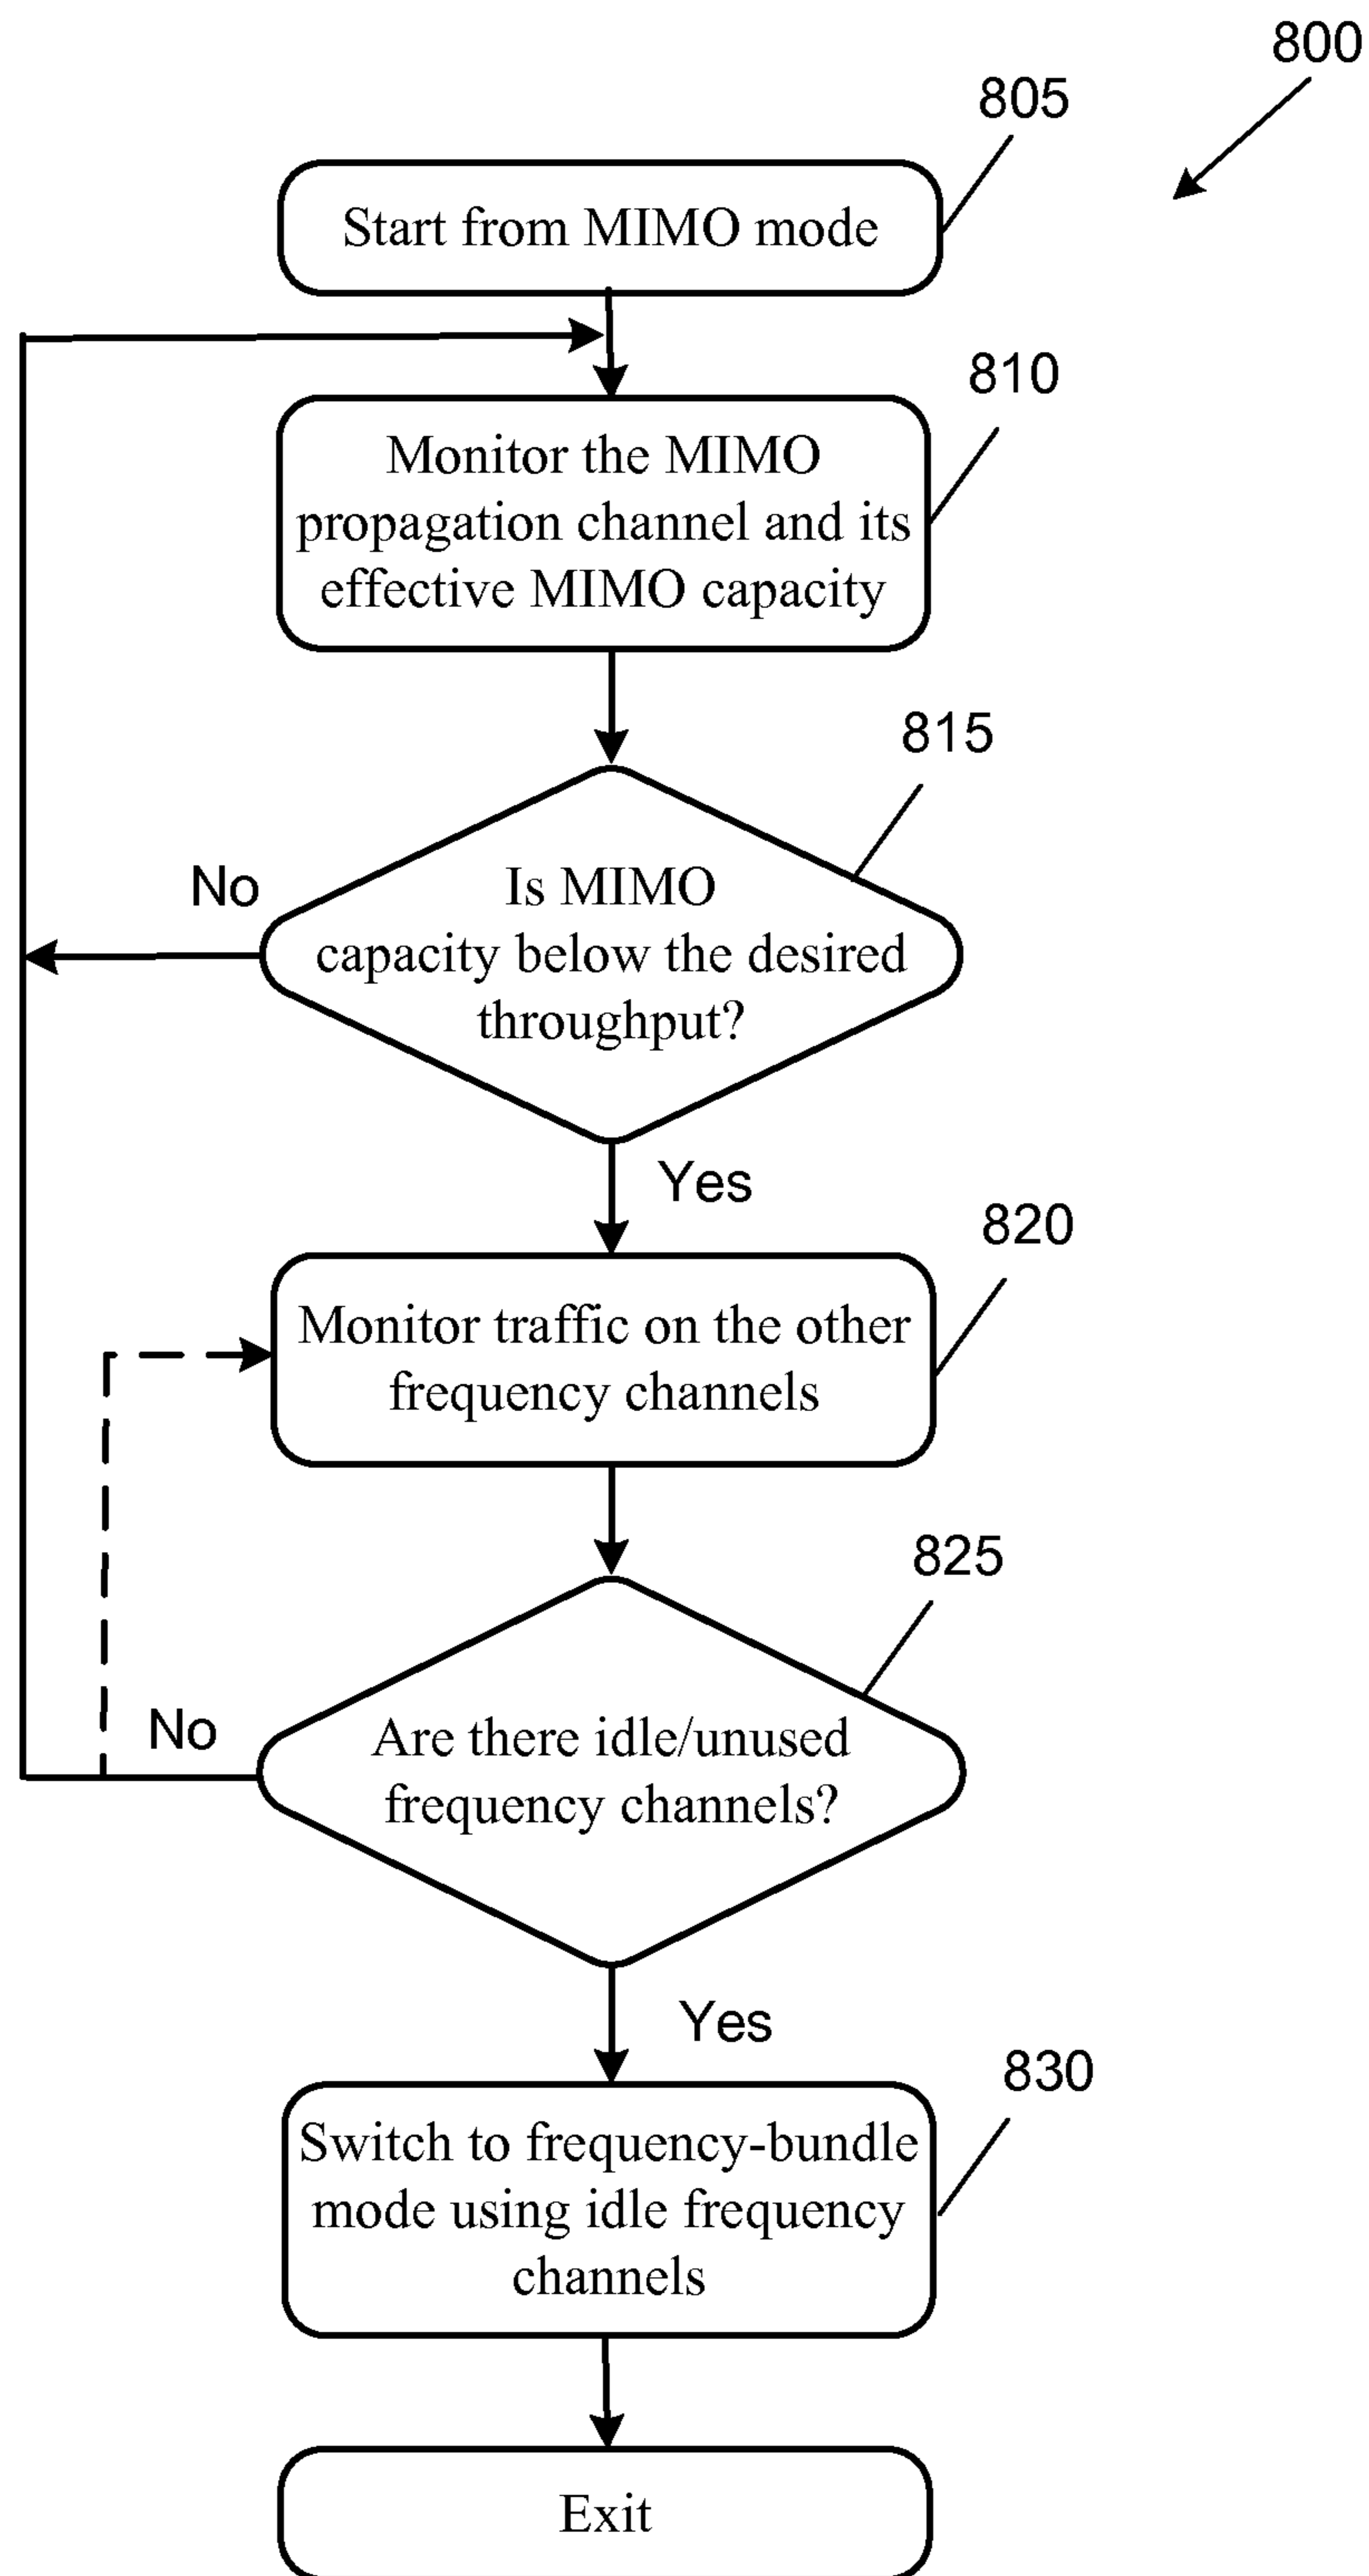 800
805
Start from MIMO mode
810
Monitor the MIMO
propagation channel and its
effective MIMO capacity
815
No
Is MIMO
capacity below the desired
throughput?
Yes
820
Monitor traffic on the other
frequency channels
825
No
Are there idle/unused
frequency channels?
Yes
830
Switch to frequency-bundle
mode using idle frequency
channels
Exit